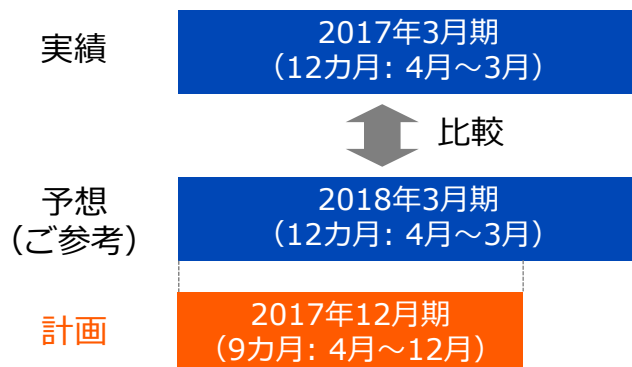 実績
2017年3月期
（12カ月: 4月～3月）
比較
予想
（ご参考）
2018年3月期
（12カ月: 4月～3月）
計画
2017年12月期
（9カ月: 4月～12月）